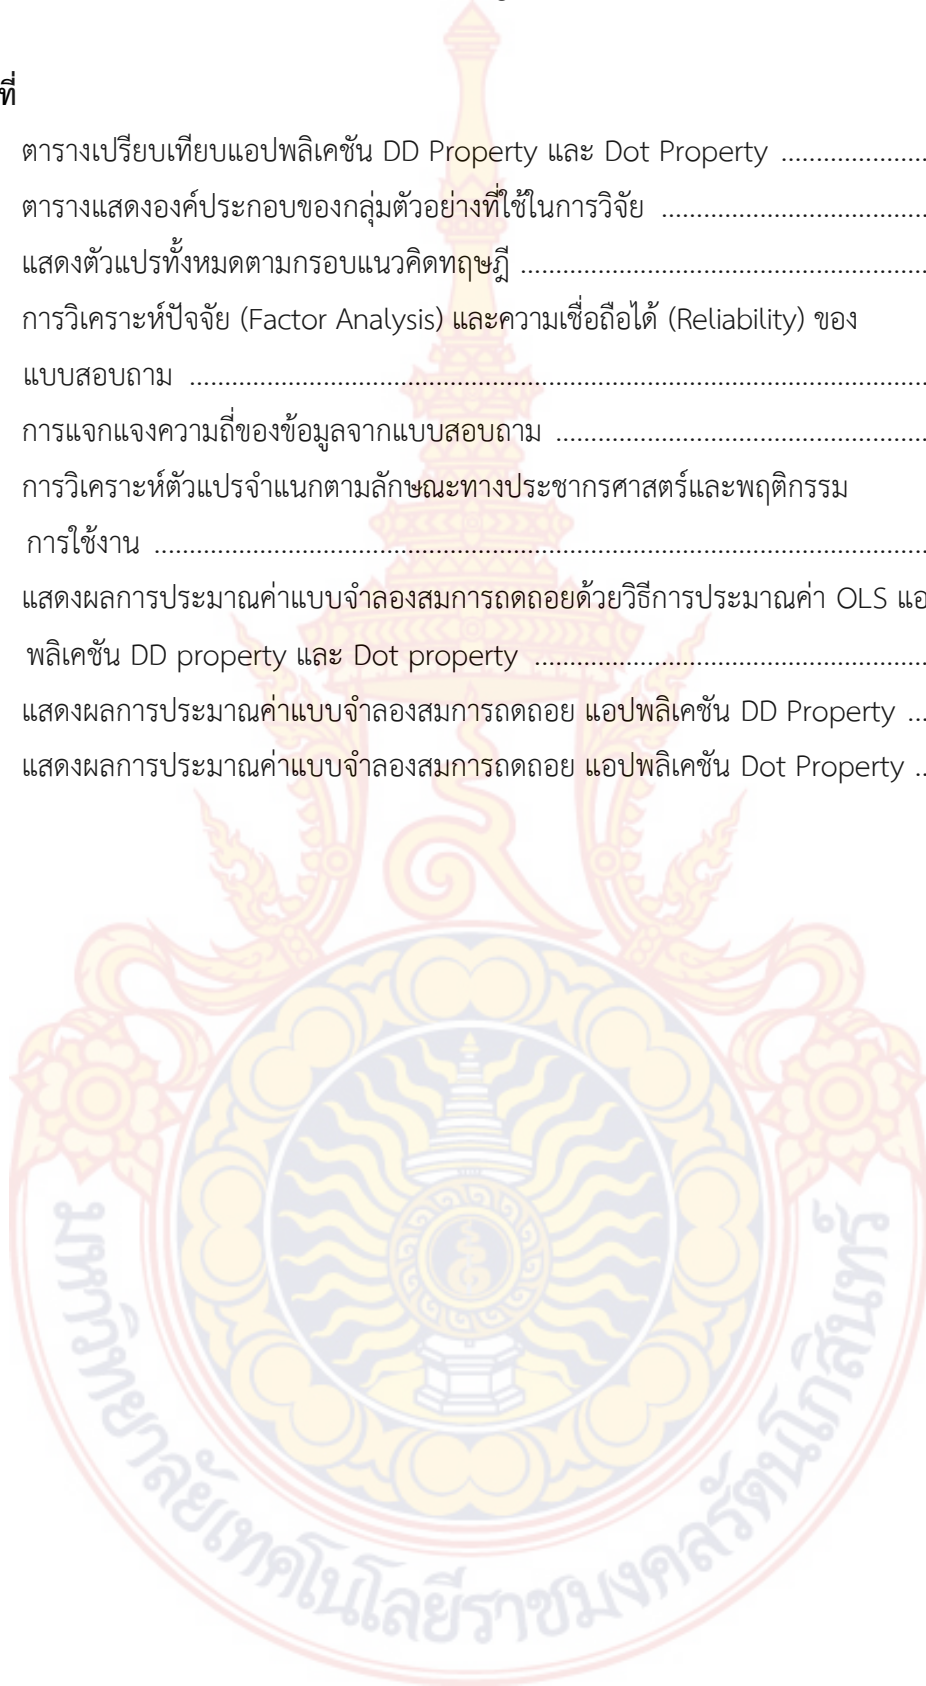 ที่
ตารางเปรียบเทียบแอปพลิเคชัน DD Property และ Dot Property ......................
ตารางแสดงองค์ประกอบของกลุ่มตัวอย่างที่ใช้ในการวิจัย .......................................
แสดงตัวแปรทั้งหมดตามกรอบแนวคิดทฤษฎี ...........................................................
การวิเคราะห์ปัจจัย (Factor Analysis) และความเชื่อถือได้ (Reliability) ของ
แบบสอบถาม .........................................................................................................
การแจกแจงความถี่ของข้อมูลจากแบบสอบถาม ......................................................
การวิเคราะห์ตัวแปรจำแนกตามลักษณะทางประชากรศาสตร์และพฤติกรรม
การใช้งาน ..............................................................................................................
แสดงผลการประมาณค่าแบบจำลองสมการถดถอยด้วยวิธีการประมาณค่า OLS แอ
พลิเคชัน DD property และ Dot property .........................................................
แสดงผลการประมาณค่าแบบจำลองสมการถดถอย แอปพลิเคชัน DD Property ...
แสดงผลการประมาณค่าแบบจำลองสมการถดถอย แอปพลิเคชัน Dot Property ..
มหาวิทยาลัยเทคโนโลยีราชมงคลรัตนโกสินทร์